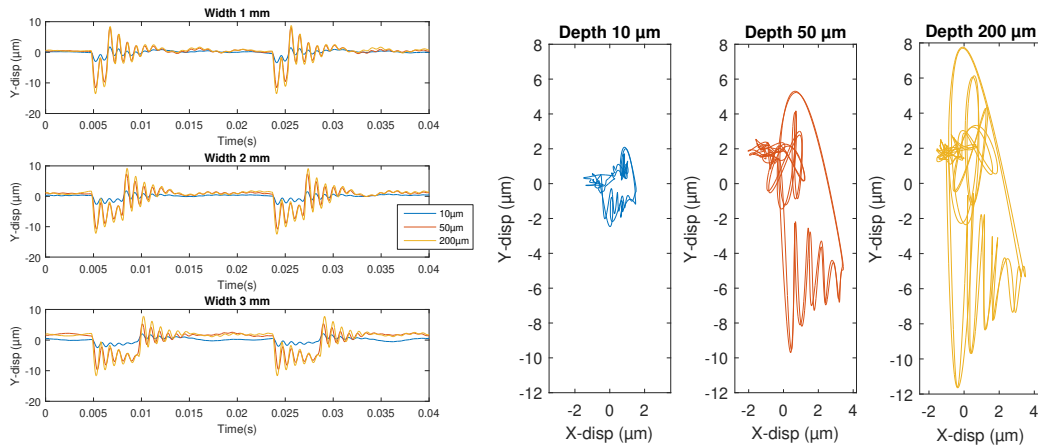 Width 1 mm
10
0
-10
-20
0 0.005 0.01 0.015 0.02 0.025 0.03 0.035 0.04
Y-disp (μm)
Time(s)
Width 2 mm
10
0
-10
-20
0 0.005 0.01 0.015 0.02 0.025 0.03 0.035 0.04
Y-disp (μm)
Time(s)
10μm
50μm
200μm
Width 3 mm
10
0
-10
-20
0 0.005 0.01 0.015 0.02 0.025 0.03 0.035 0.04
Y-disp (μm)
Time(s)
Depth 10 μm
8
6
4
2
0
-2
-4
-6
-8
-10
-12
-2 0 2 4
Y-disp (μm)
X-disp (μm)
Depth 50 μm
8
6
4
2
0
-2
-4
-6
-8
-10
-12
-2 0 2 4
Y-disp (μm)
X-disp (μm)
Depth 200 μm
8
6
4
2
0
-2
-4
-6
-8
-10
-12
-2 0 2 4
Y-disp (μm)
X-disp (μm)